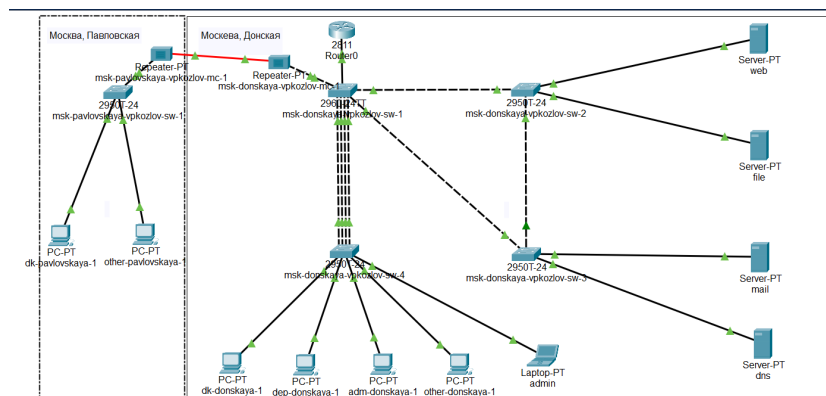 Москва, Павловская
Москева, Донская
2811
Router0
Repeater-PT
msk-pavlovskaya-vpkozlov-mc-1
Repeater-PT
msk-donskaya-vpkozlov-mc-1
2950T-24
msk-pavlovskaya-vpkozlov-sw-1
2960-24TT
msk-donskaya-vpkozlov-sw-1
2950T-24
msk-donskaya-vpkozlov-sw-2
Server-PT
web
Server-PT
file
PC-PT
dk-pavlovskaya-1
PC-PT
other-pavlovskaya-1
2950T-24
msk-donskaya-vpkozlov-sw-4
2950T-24
msk-donskaya-vpkozlov-sw-3
Server-PT
mail
PC-PT
dk-donskaya-1
PC-PT
dep-donskaya-1
PC-PT
adm-donskaya-1
PC-PT
other-donskaya-1
Laptop-PT
admin
Server-PT
dns